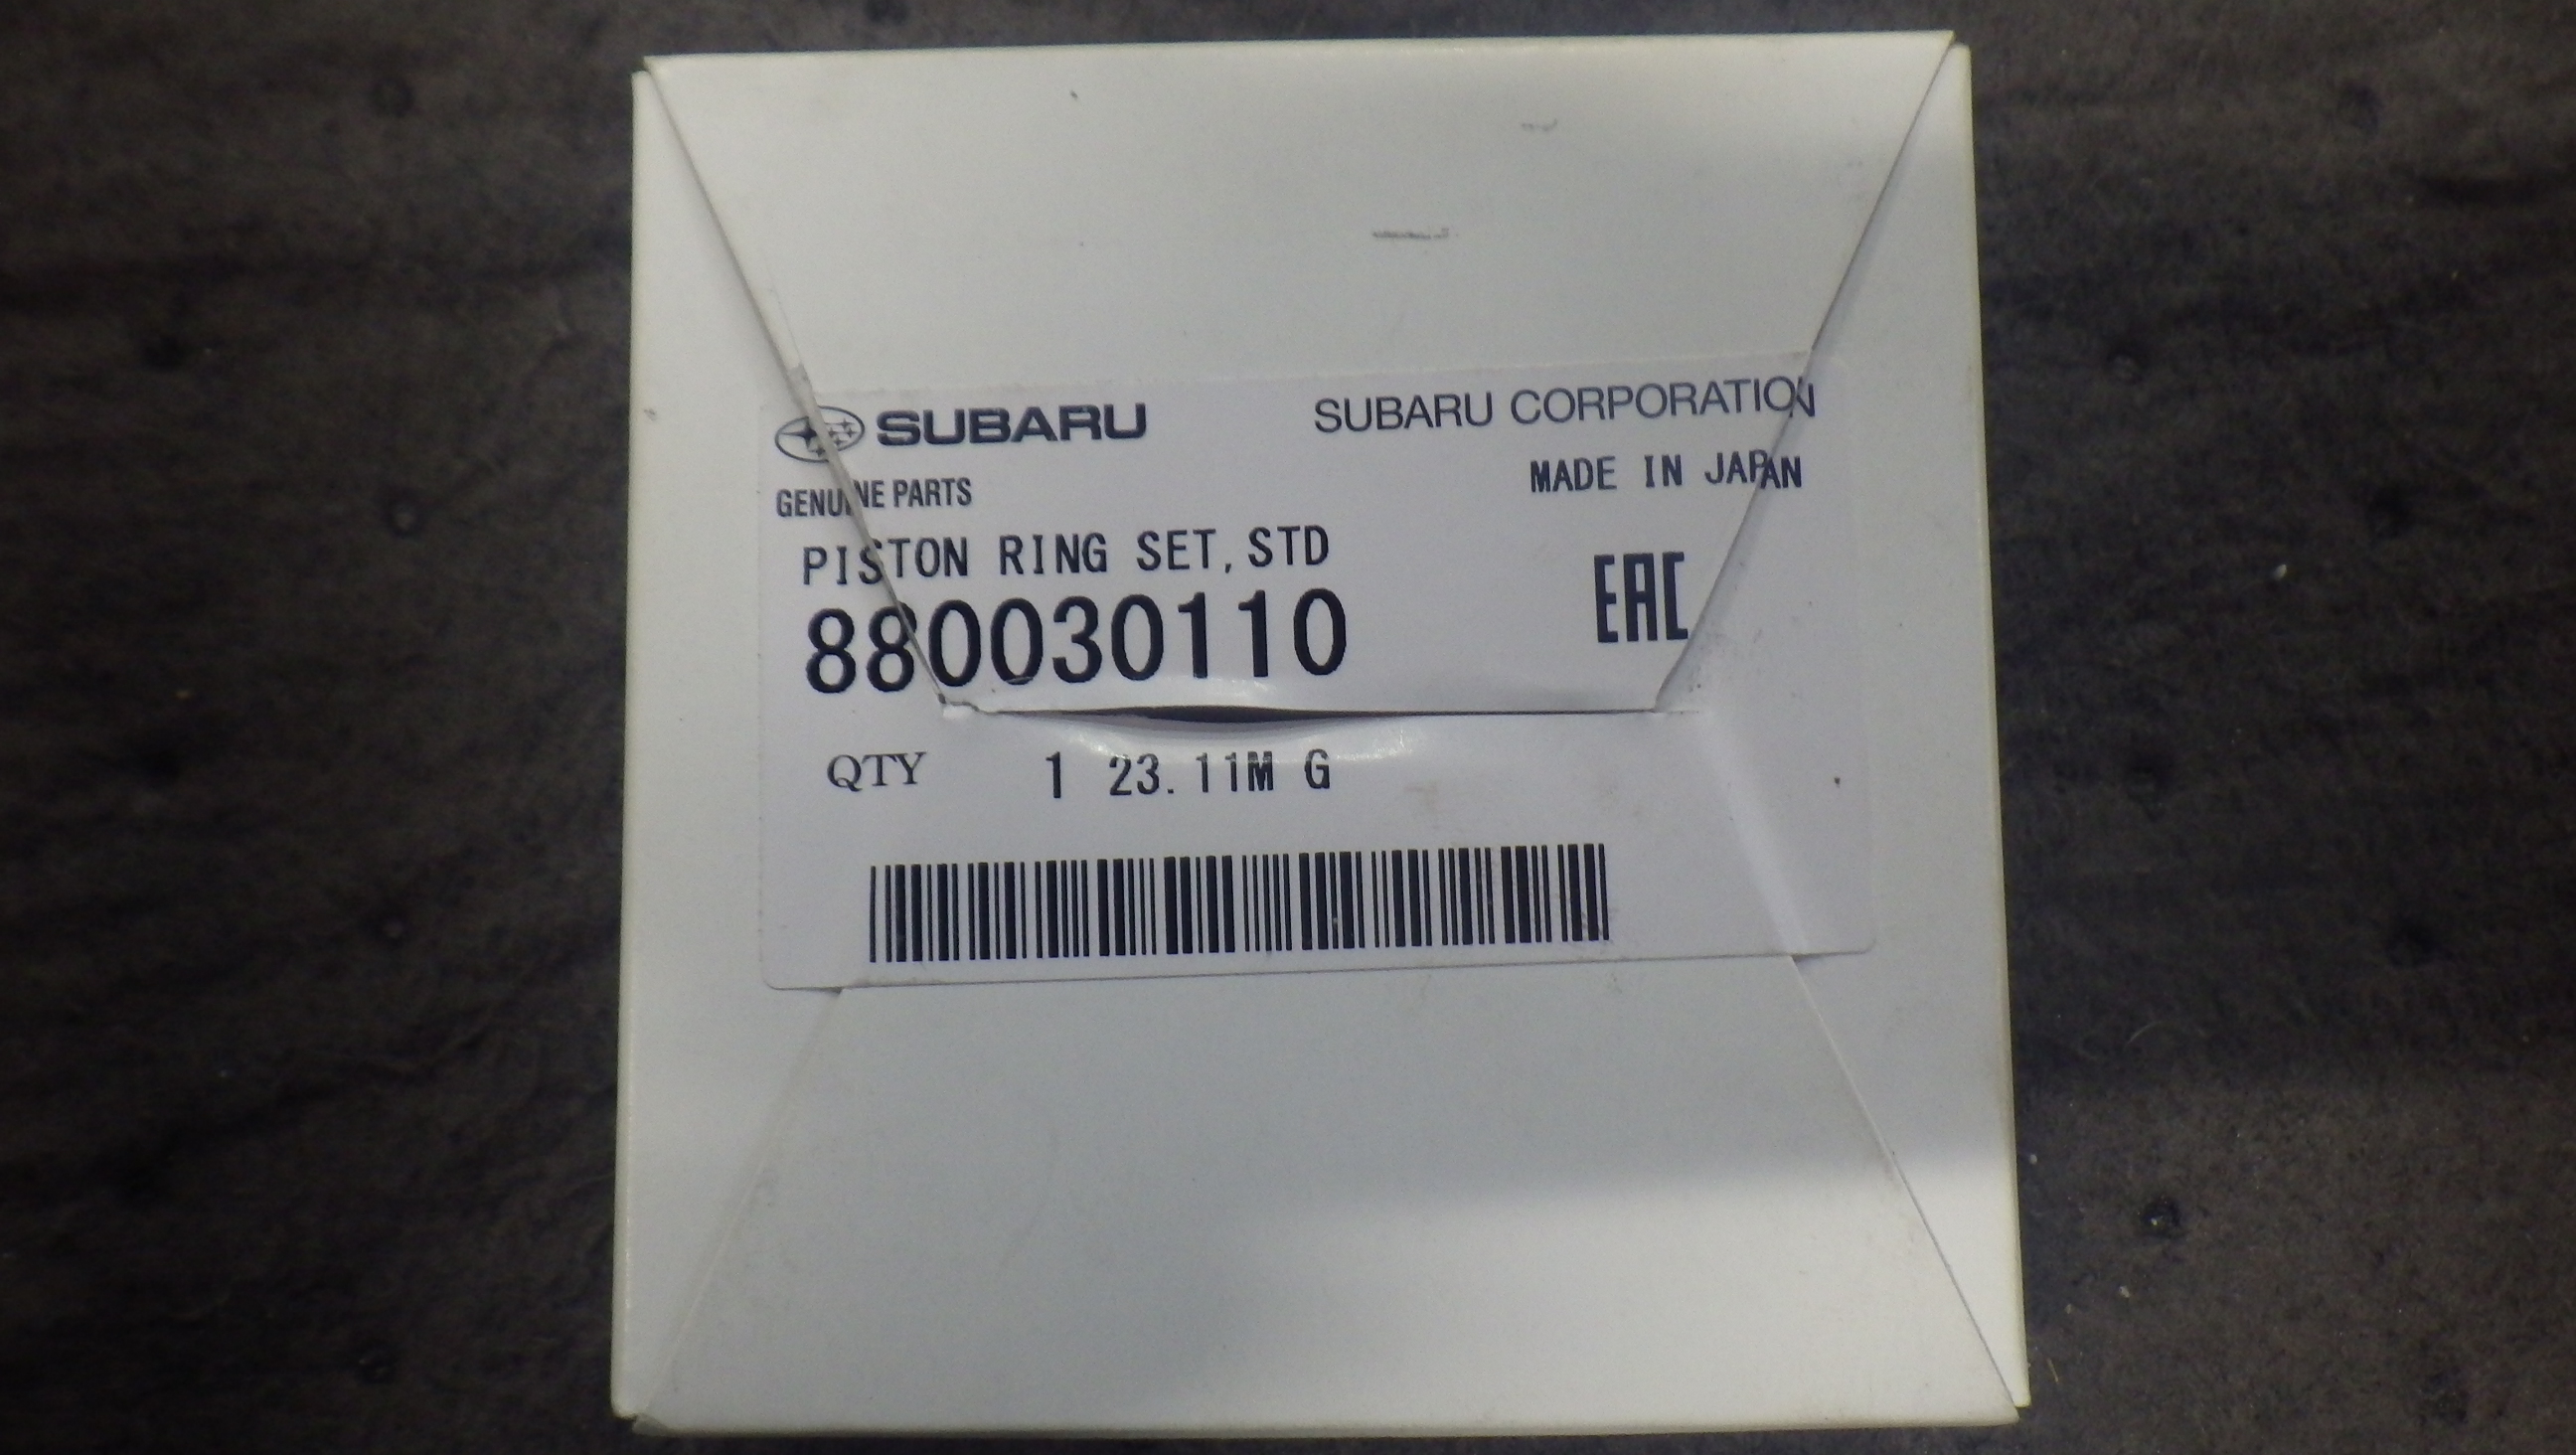 SUBARU
SUBARU CORPORATION
GENUINE PARTS
MADE IN JAPAN
PISTON RING SET, STD
880030110
EAC
QTY 1 23.11M G